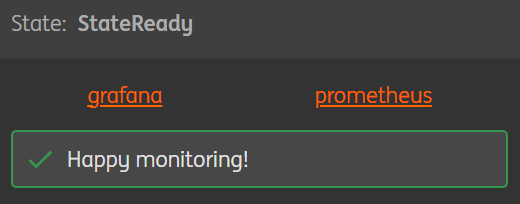 State: StateReady
grafana prometheus
Happy monitoring!